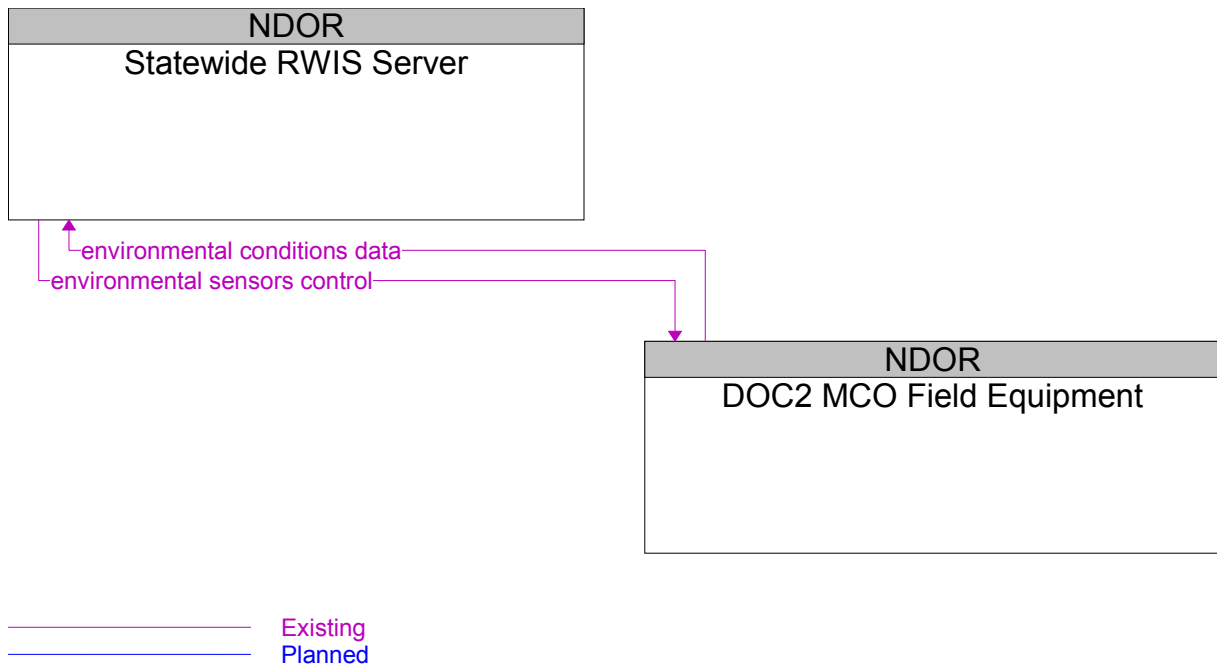 NDOR
Statewide RWIS Server
environmental conditions data
environmental sensors control
NDOR
DOC2 MCO Field Equipment
Existing
Planned